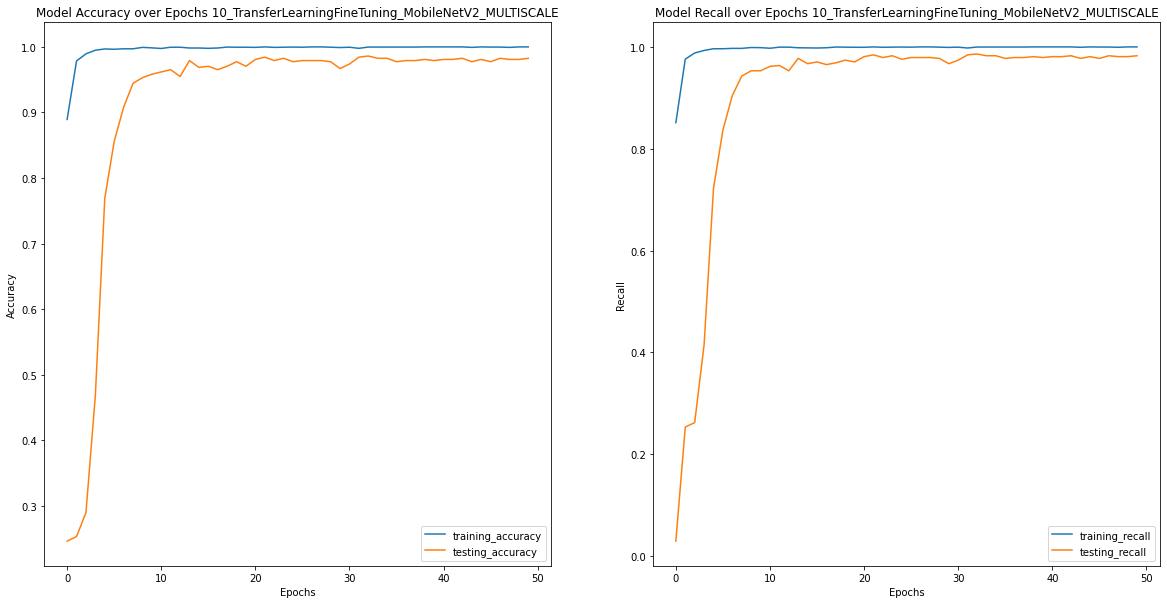 Model Accuracy over Epochs 10_TransferLearningFineTuning_MobileNetV2_MULTISCALE
1.0
0.9
0.8
0.7
0.6
0.5
0.4
0.3
Accuracy
0
10
20
30
40
50
Epochs
training_accuracy
testing_accuracy
Model Recall over Epochs 10_TransferLearningFineTuning_MobileNetV2_MULTISCALE
1.0
0.8
0.6
0.4
0.2
0.0
Recall
0
10
20
30
40
50
Epochs
training_recall
testing_recall